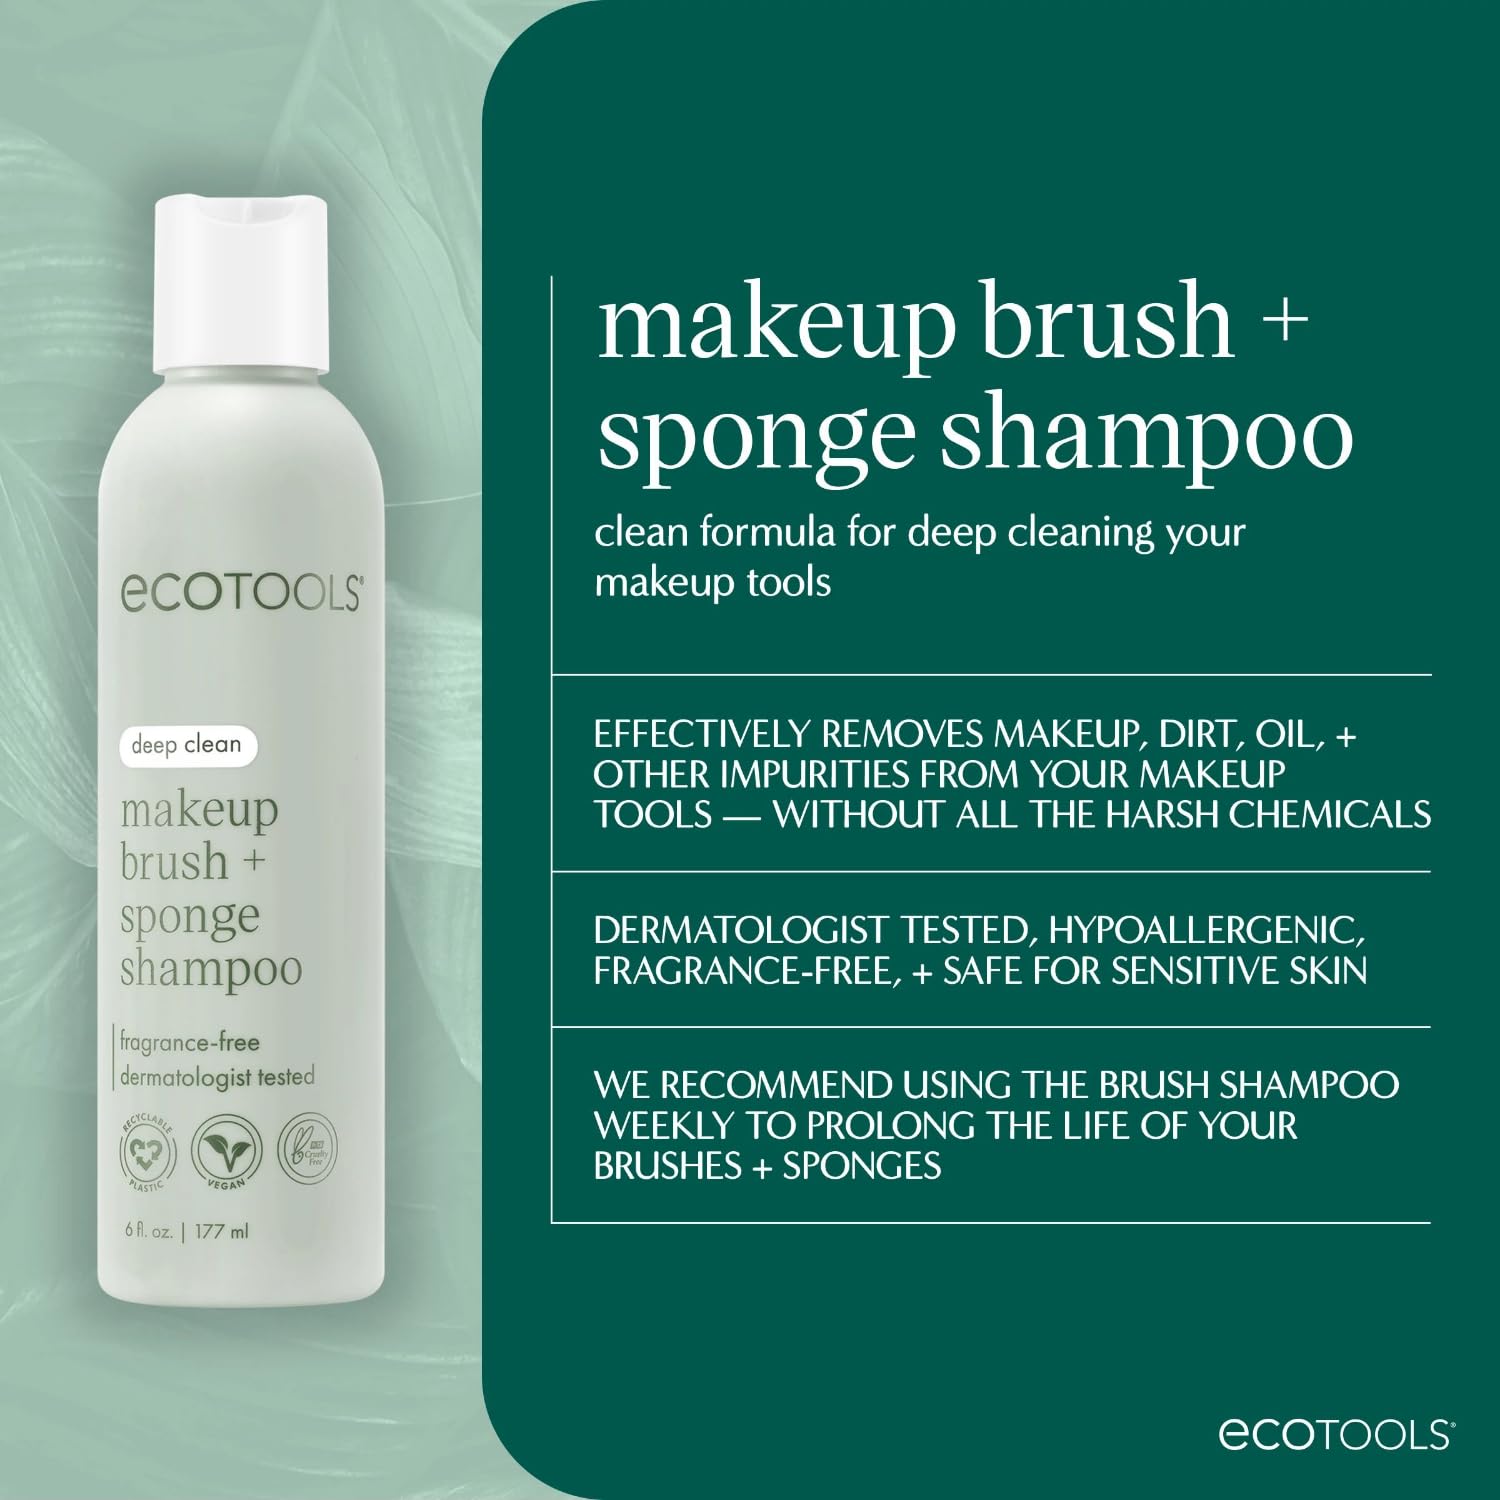 ecoTOOLS®
deep clean
makeup
brush +
sponge
shampoo
fragrance-free
dermatologist tested
RECYCLABLE
PLASTIC
VEGAN
Cruelty
Free
6 fl. oz. | 177 ml
makeup brush +
sponge shampoo
clean formula for deep cleaning your
makeup tools
EFFECTIVELY REMOVES MAKEUP, DIRT, OIL, +
OTHER IMPURITIES FROM YOUR MAKEUP
TOOLS — WITHOUT ALL THE HARSH CHEMICALS
DERMATOLOGIST TESTED, HYPOALLERGENIC,
FRAGRANCE-FREE, + SAFE FOR SENSITIVE SKIN
WE RECOMMEND USING THE BRUSH SHAMPOO
WEEKLY TO PROLONG THE LIFE OF YOUR
BRUSHES + SPONGES
ecoTOOLS®